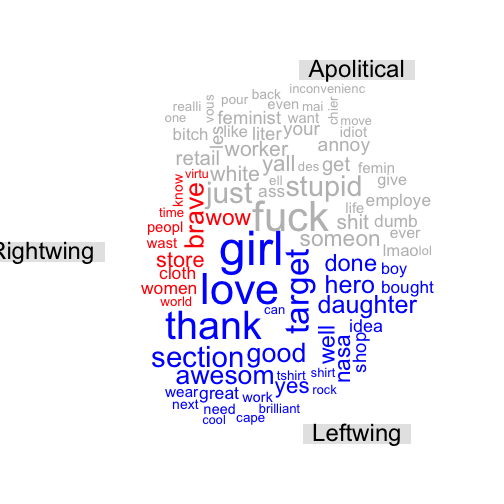 Apolitical
back inconvenienc
realli vous pour even mai chier
one feminist want move
bitch les like liter your idiot
worker annoy
retail yall des get femin
know virtu white ell give
brave just ass stupid life employe
time wow fuck shit dumb
peopl someon ever
wast girl lmao lol
Rightwing
store done boy
cloth love target hero bought
women daughter
world can
thank well nasa idea
section good shop
awesom tshirt shirt
wear great yes rock
next need work
cool cape brilliant
Leftwing